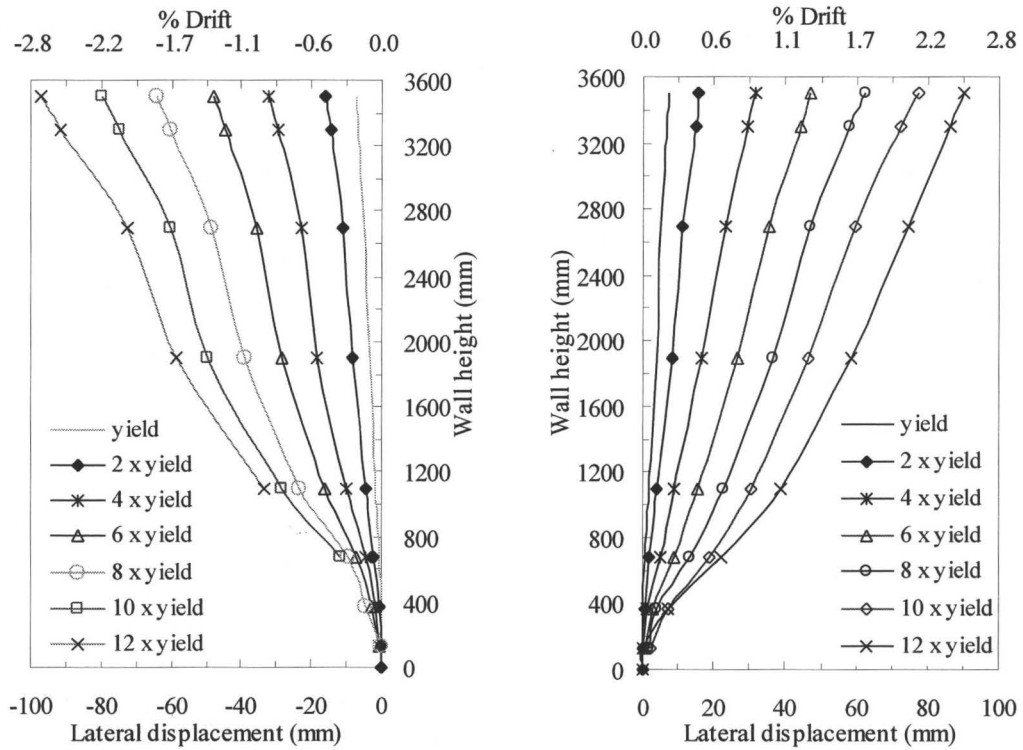 % Drift
-2.8 -2.2 -1.7 -1.1 -0.6 0.0
3600
3200
2800
2400
2000
1600
1200
800
400
0
Wall height (mm)
yield
2 x yield
4 x yield
6 x yield
8 x yield
10 x yield
12 x yield
-100 -80 -60 -40 -20 0
Lateral displacement (mm)
% Drift
0.0 0.6 1.1 1.7 2.2 2.8
3600
3200
2800
2400
2000
1600
1200
800
400
0
Wall height (mm)
yield
2 x yield
4 x yield
6 x yield
8 x yield
10 x yield
12 x yield
0 20 40 60 80 100
Lateral displacement (mm)